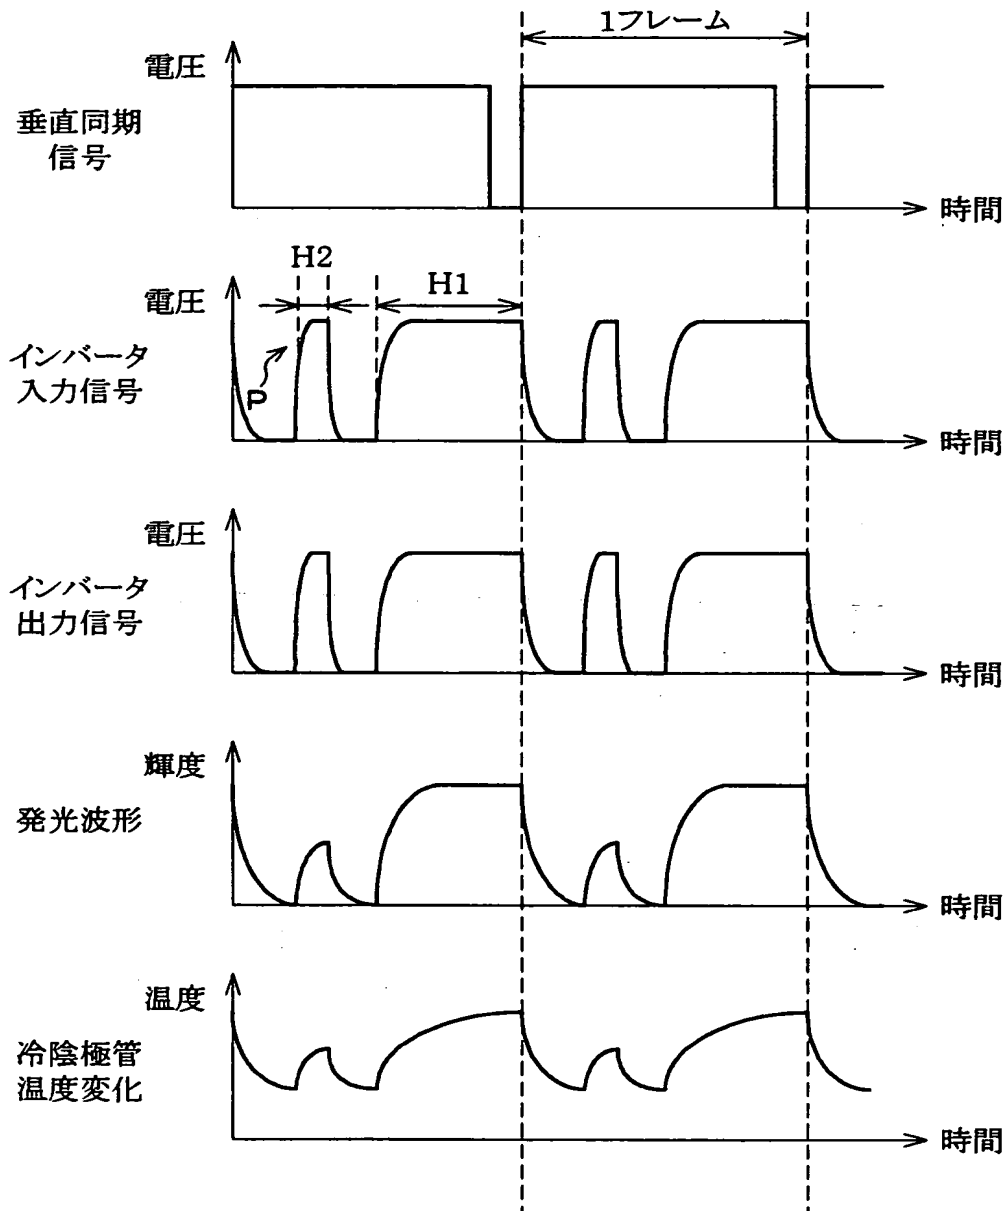 1フレーム
電圧
垂直同期
信号
時間
H2
H1
電圧
インバータ
入力信号
P
時間
電圧
インバータ
出力信号
時間
輝度
発光波形
時間
温度
冷陰極管
温度変化
時間